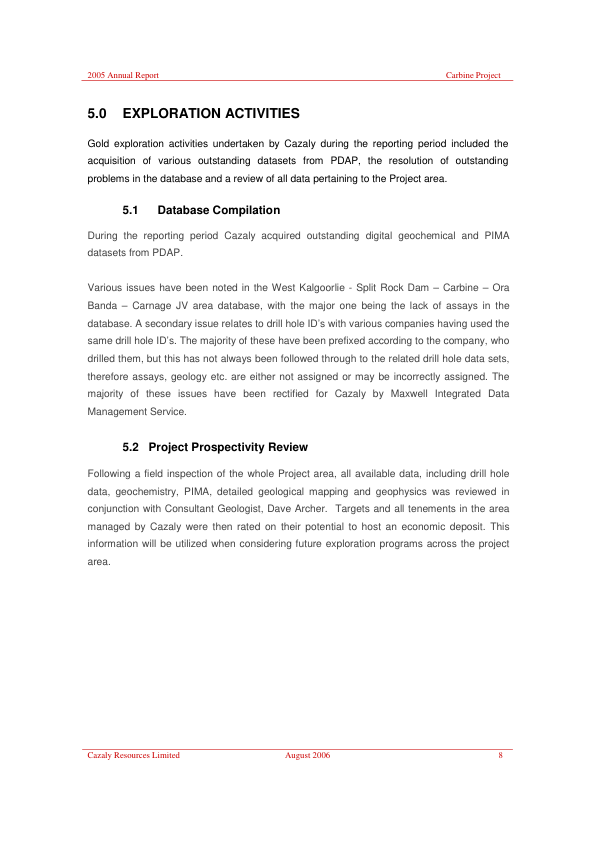 2005 Annual Report Carbine Project
5.0 EXPLORATION ACTIVITIES
Gold exploration activities undertaken by Cazaly during the reporting period included the
acquisition of various outstanding datasets from PDAP, the resolution of outstanding
problems in the database and a review of all data pertaining to the Project area.
5.1 Database Compilation
During the reporting period Cazaly acquired outstanding digital geochemical and PIMA
datasets from PDAP.
Various issues have been noted in the West Kalgoorlie - Split Rock Dam – Carbine – Ora
Banda – Carnage JV area database, with the major one being the lack of assays in the
database. A secondary issue relates to drill hole ID's with various companies having used the
same drill hole ID's. The majority of these have been prefixed according to the company, who
drilled them, but this has not always been followed through to the related drill hole data sets,
therefore assays, geology etc. are either not assigned or may be incorrectly assigned. The
majority of these issues have been rectified for Cazaly by Maxwell Integrated Data
Management Service.
5.2 Project Prospectivity Review
Following a field inspection of the whole Project area, all available data, including drill hole
data, geochemistry, PIMA, detailed geological mapping and geophysics was reviewed in
conjunction with Consultant Geologist, Dave Archer. Targets and all tenements in the area
managed by Cazaly were then rated on their potential to host an economic deposit. This
information will be utilized when considering future exploration programs across the project
area.
Cazaly Resources Limited August 2006 8